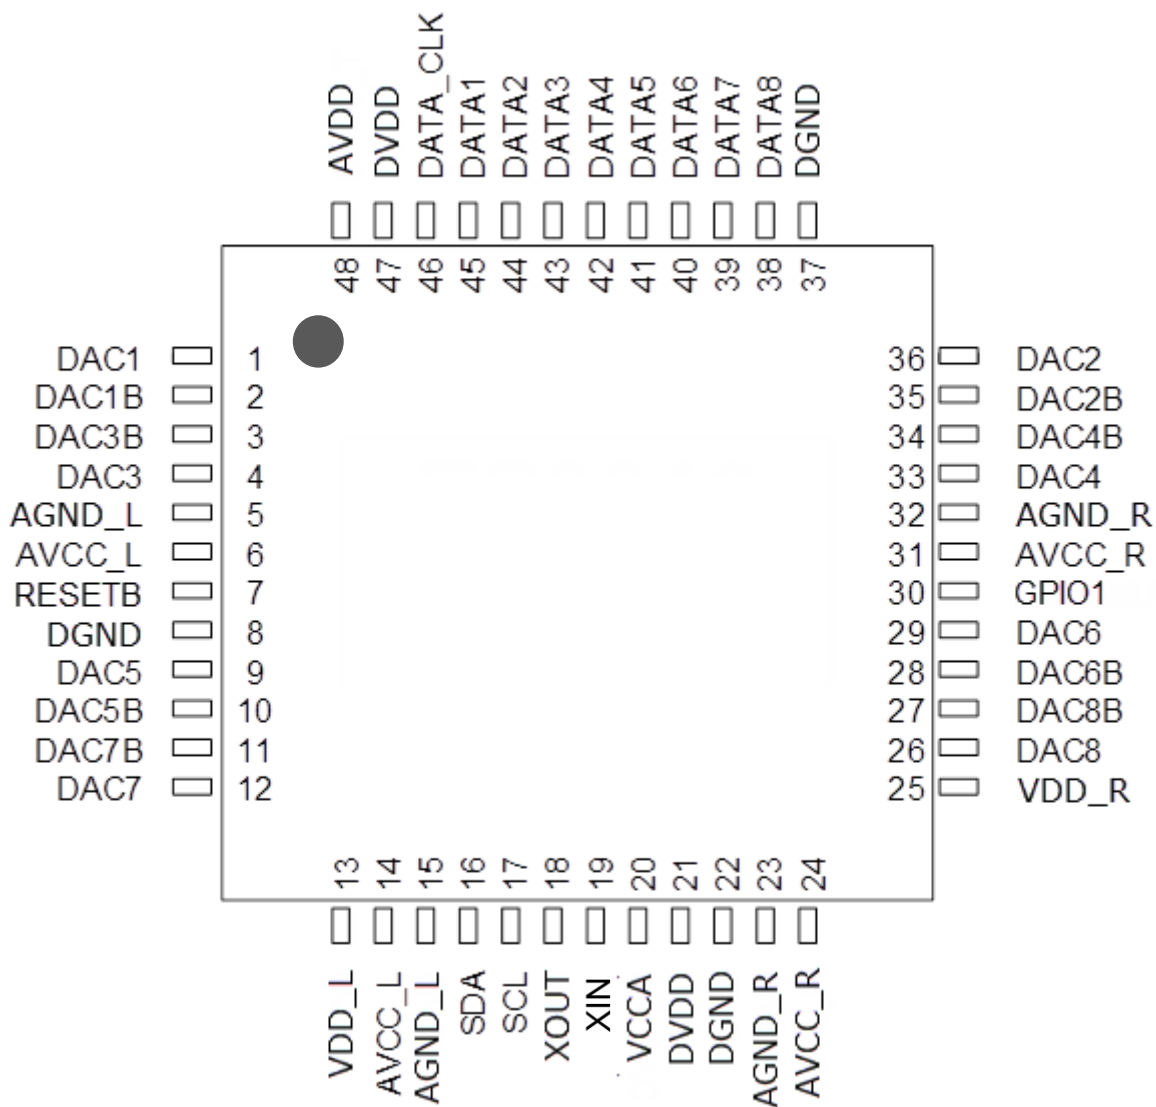 AVDD DVDD DATA_CLK DATA1 DATA2 DATA3 DATA4 DATA5 DATA6 DATA7 DATA8 DGND
48 47 46 45 44 43 42 41 40 39 38 37
DAC1 1 36 DAC2
DAC1B 2 35 DAC2B
DAC3B 3 34 DAC4B
DAC3 4 33 DAC4
AGND_L 5 32 AGND_R
AVCC_L 6 31 AVCC_R
RESETB 7 30 GPIO1
DGND 8 29 DAC6
DAC5 9 28 DAC6B
DAC5B 10 27 DAC8B
DAC7B 11 26 DAC8
DAC7 12 25 VDD_R
13 14 15 16 17 18 19 20 21 22 23 24
VDD_L AVCC_L AGND_L SDA SCL XOUT XIN VCCA DVDD DGND AGND_R AVCC_R